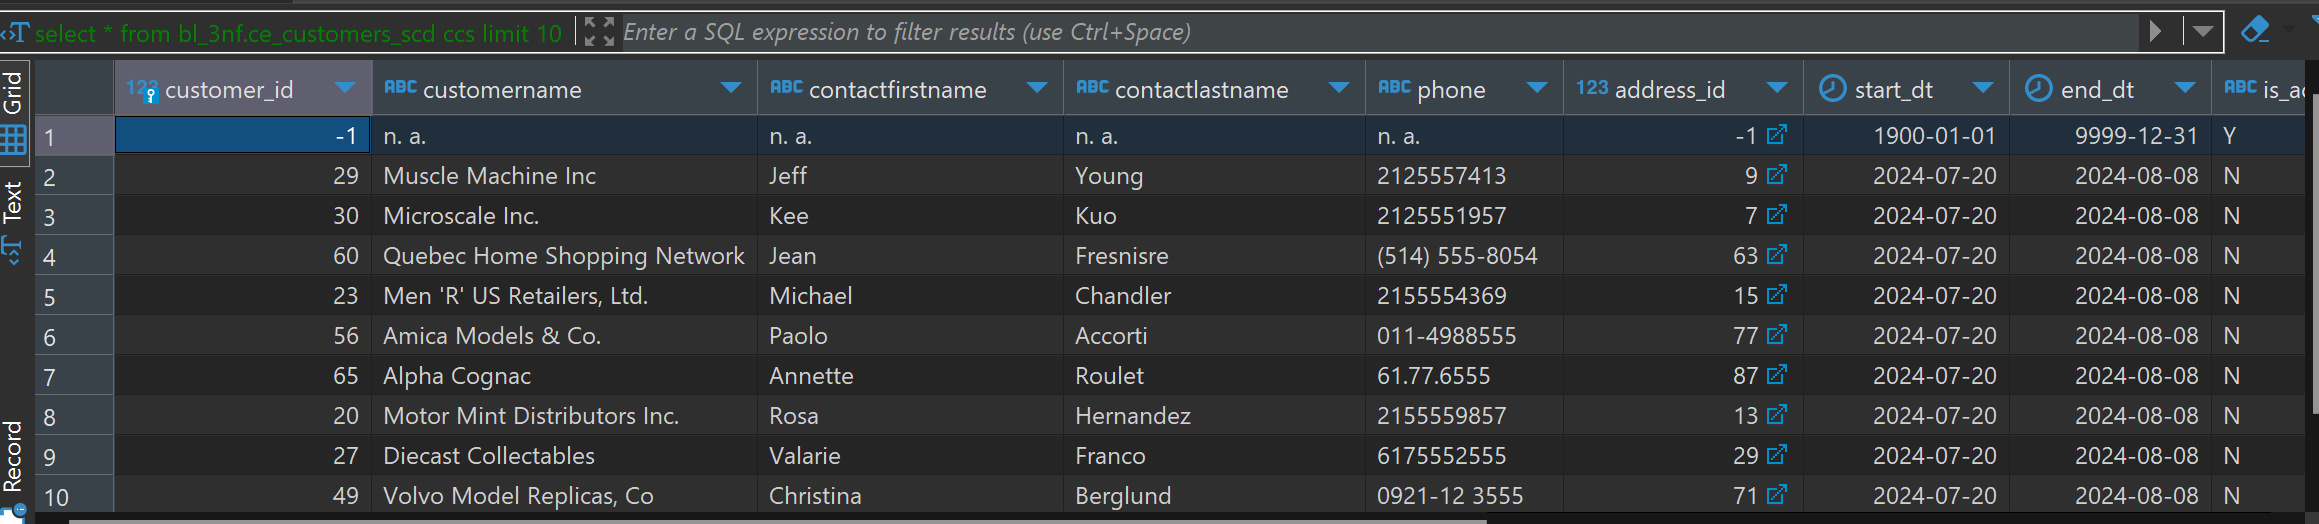 select * from bl_3nf.ce_customers_scd ccs limit 10 Enter a SQL expression to filter results (use Ctrl+Space)
Grid
Text
Record
123 customer_id ABC customername ABC contactfirstname ABC contactlastname ABC phone 123 address_id start_dt end_dt ABC is_a
1 -1 n. a. n. a. n. a. n. a. -1 1900-01-01 9999-12-31 Y
2 29 Muscle Machine Inc Jeff Young 2125557413 9 2024-07-20 2024-08-08 N
3 30 Microscale Inc. Kee Kuo 2125551957 7 2024-07-20 2024-08-08 N
4 60 Quebec Home Shopping Network Jean Fresnisre (514) 555-8054 63 2024-07-20 2024-08-08 N
5 23 Men 'R' US Retailers, Ltd. Michael Chandler 2155554369 15 2024-07-20 2024-08-08 N
6 56 Amica Models & Co. Paolo Accorti 011-4988555 77 2024-07-20 2024-08-08 N
7 65 Alpha Cognac Annette Roulet 61.77.6555 87 2024-07-20 2024-08-08 N
8 20 Motor Mint Distributors Inc. Rosa Hernandez 2155559857 13 2024-07-20 2024-08-08 N
9 27 Diecast Collectables Valarie Franco 6175552555 29 2024-07-20 2024-08-08 N
10 49 Volvo Model Replicas, Co Christina Berglund 0921-12 3555 71 2024-07-20 2024-08-08 N